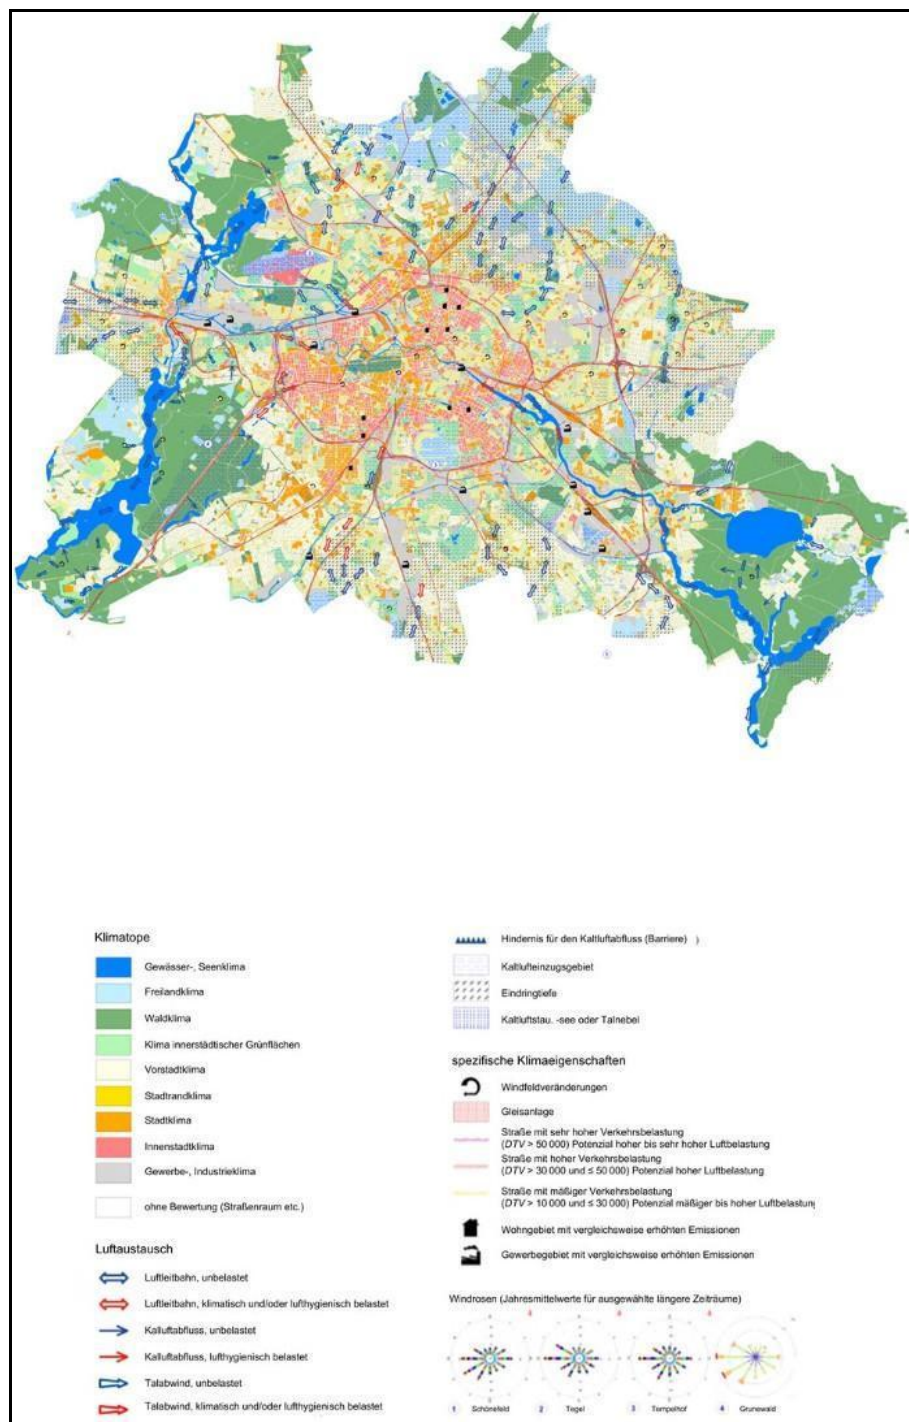 Klimatope
Gewässer-, Seenklima
Freilandklima
Waldklima
Klima innerstädtischer Grünflächen
Vorstadtklima
Stadtrandklima
Stadtklima
Innenstadtklima
Gewerbe-, Industrieklima
ohne Bewertung (Straßenraum etc.)
Luftaustausch
Luftleitbahn, unbelastet
Luftleitbahn, klimatisch und/oder lufthygienisch belastet
Kalluftabfluss, unbelastet
Kalluftabfluss, lufthygienisch belastet
Talabwind, unbelastet
Talabwind, klimatisch und/oder lufthygienisch belastet
Hindernis für den Kaltluftabfluss (Barriere) )
Kaltlufteinzugsgebiet
Eindringtiefe
Kaltluftstau. -see oder Talnebel
spezifische Klimaeigenschaften
Windfeldveränderungen
Gleisanlage
Straße mit sehr hoher Verkehrsbelastung
(DTV > 50 000) Potenzial hoher bis sehr hoher Luftbelastung
Straße mit hoher Verkehrsbelastung
(DTV > 30 000 und ≤ 50 000) Potenzial hoher Luftbelastung
Straße mit mäßiger Verkehrsbelastung
(DTV > 10 000 und ≤ 30 000) Potenzial mäßiger bis hoher Luftbelastung
Wohngebiet mit vergleichsweise erhöhten Emissionen
Gewerbegebiet mit vergleichsweise erhöhten Emissionen
Windrosen (Jahresmittelwerte für ausgewählte längere Zeiträume)
1 Schönefeld 2 Tegel 3 Tempelhof 4 Grunewald